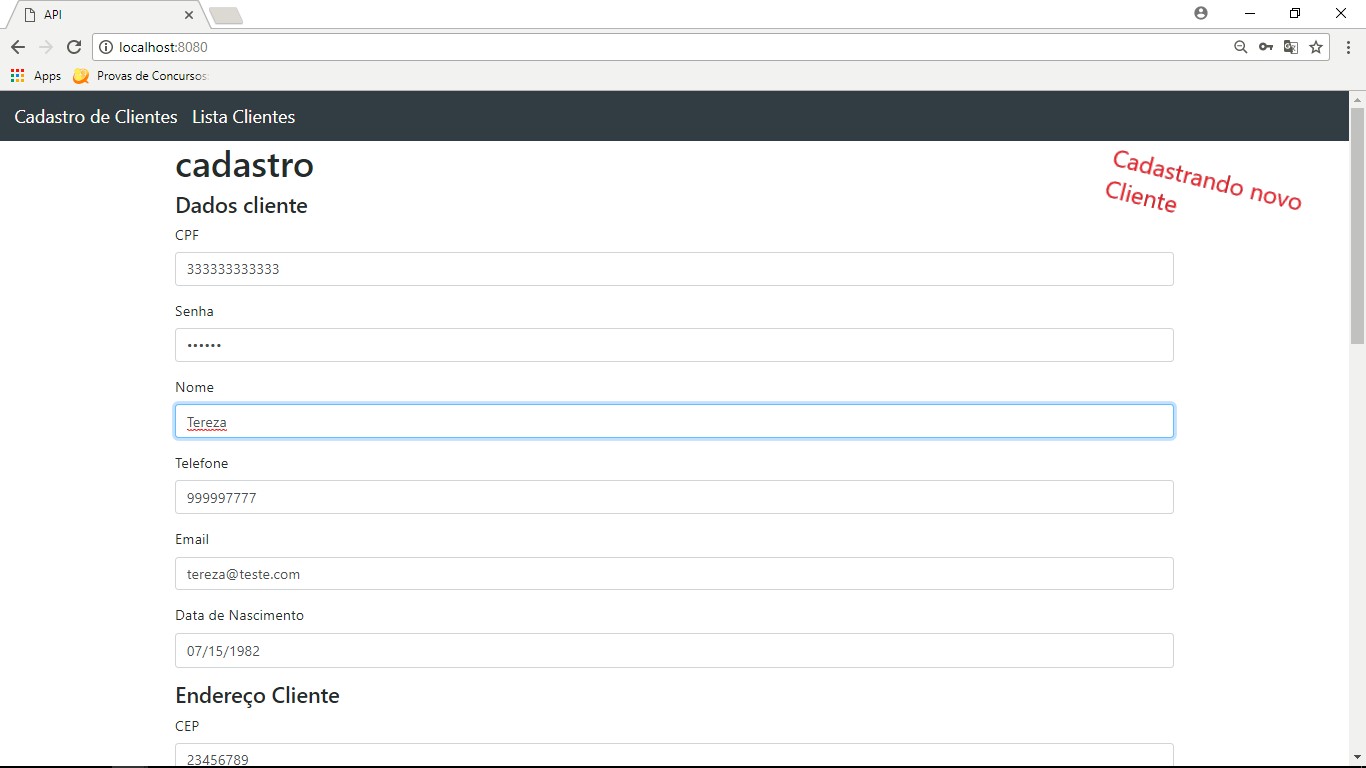 API
localhost:8080
Apps
Provas de Concursos
Cadastro de Clientes Lista Clientes
cadastro
Cadastrando novo
Cliente
Dados cliente
CPF
333333333333
Senha
••••••
Nome
Tereza
Telefone
999997777
Email
tereza@teste.com
Data de Nascimento
07/15/1982
Endereço Cliente
CEP
23456789